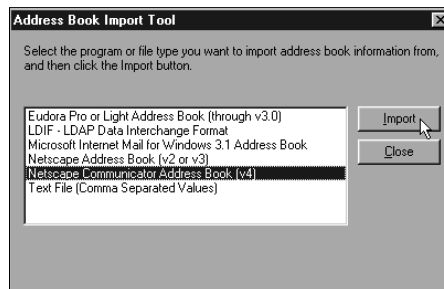 Address Book Import Tool
Select the program or file type you want to import address book information from,
and then click the Import button.
Eudora Pro or Light Address Book (through v3.0)
LDIF - LDAP Data Interchange Format
Microsoft Internet Mail for Windows 3.1 Address Book
Netscape Address Book (v2 or v3)
Netscape Communicator Address Book (v4)
Text File (Comma Separated Values)
Import
Close